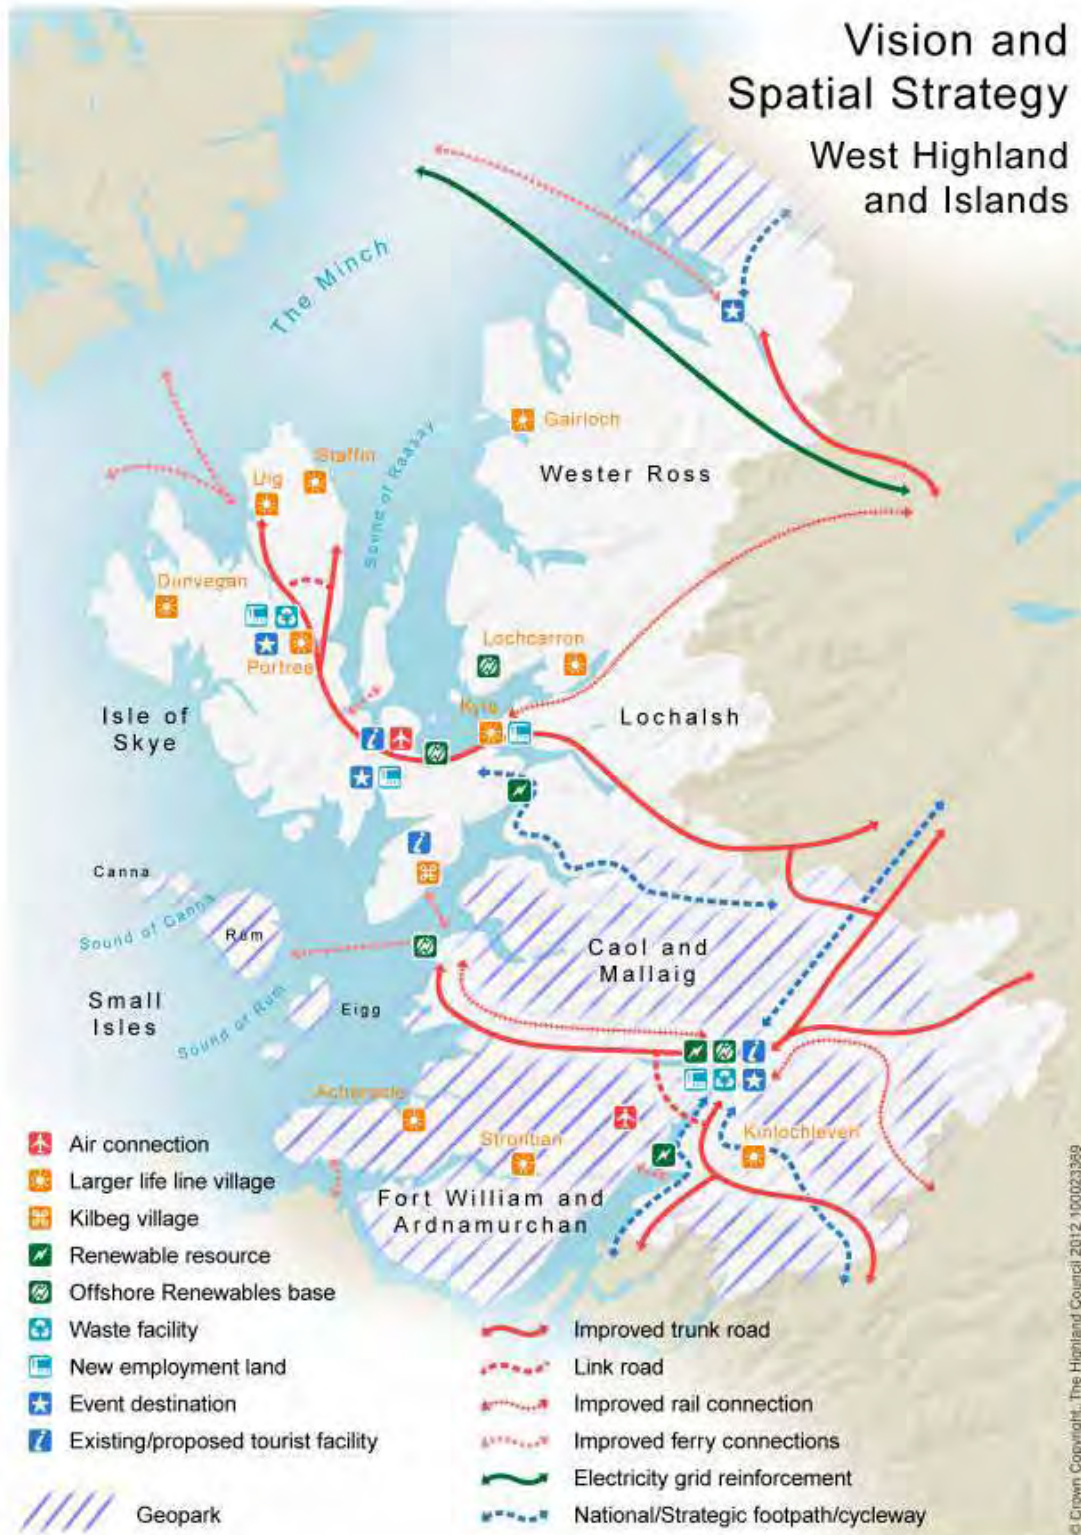 Vision and
Spatial Strategy
West Highland
and Islands
The Minch
Gairloch
Wester Ross
Sound of Raasay
Staffin
Uig
Dunvegan
Portree
Lochcarron
Kyle
Lochalsh
Isle of
Skye
Canna
Sound of Canna
Rum
Small
Isles
Sound of Rum
Eigg
Caol and
Mallaig
Acharacle
Strontian
Kinlochleven
Fort William and
Ardnamurchan
Air connection
Larger life line village
Kilbeg village
Renewable resource
Offshore Renewables base
Waste facility
New employment land
Event destination
Existing/proposed tourist facility
Geopark
Improved trunk road
Link road
Improved rail connection
Improved ferry connections
Electricity grid reinforcement
National/Strategic footpath/cycleway
© Crown Copyright. The Highland Council 2012 100023369